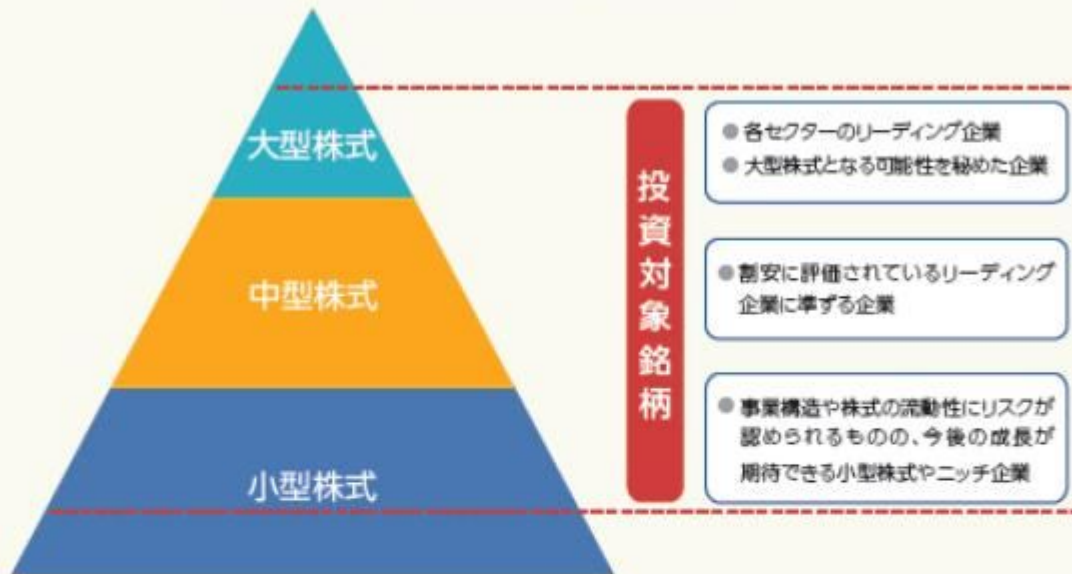 大型株式
中型株式
小型株式
投資対象銘柄
● 各セクターのリーディング企業
● 大型株式となる可能性を秘めた企業
● 割安に評価されているリーディング
企業に準ずる企業
● 事業構造や株式の流動性にリスクが
認められるものの、今後の成長が
期待できる小型株式やニッチ企業